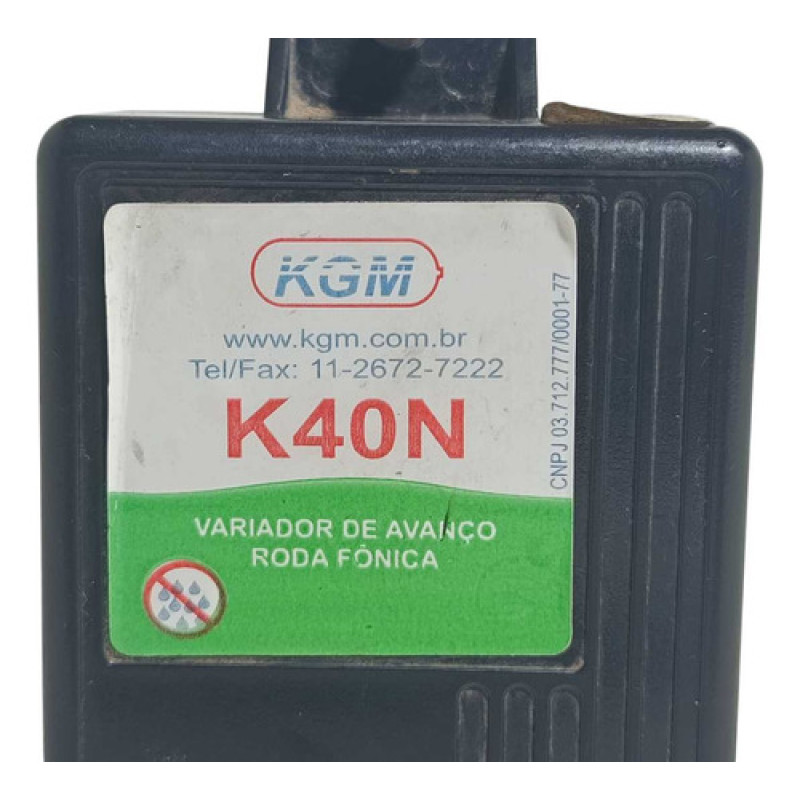 KGM
www.kgm.com.br
Tel/Fax: 11-2672-7222
K40N
CNPJ 03.712.777/0001-77
VARIADOR DE AVANÇO
RODA FÔNICA